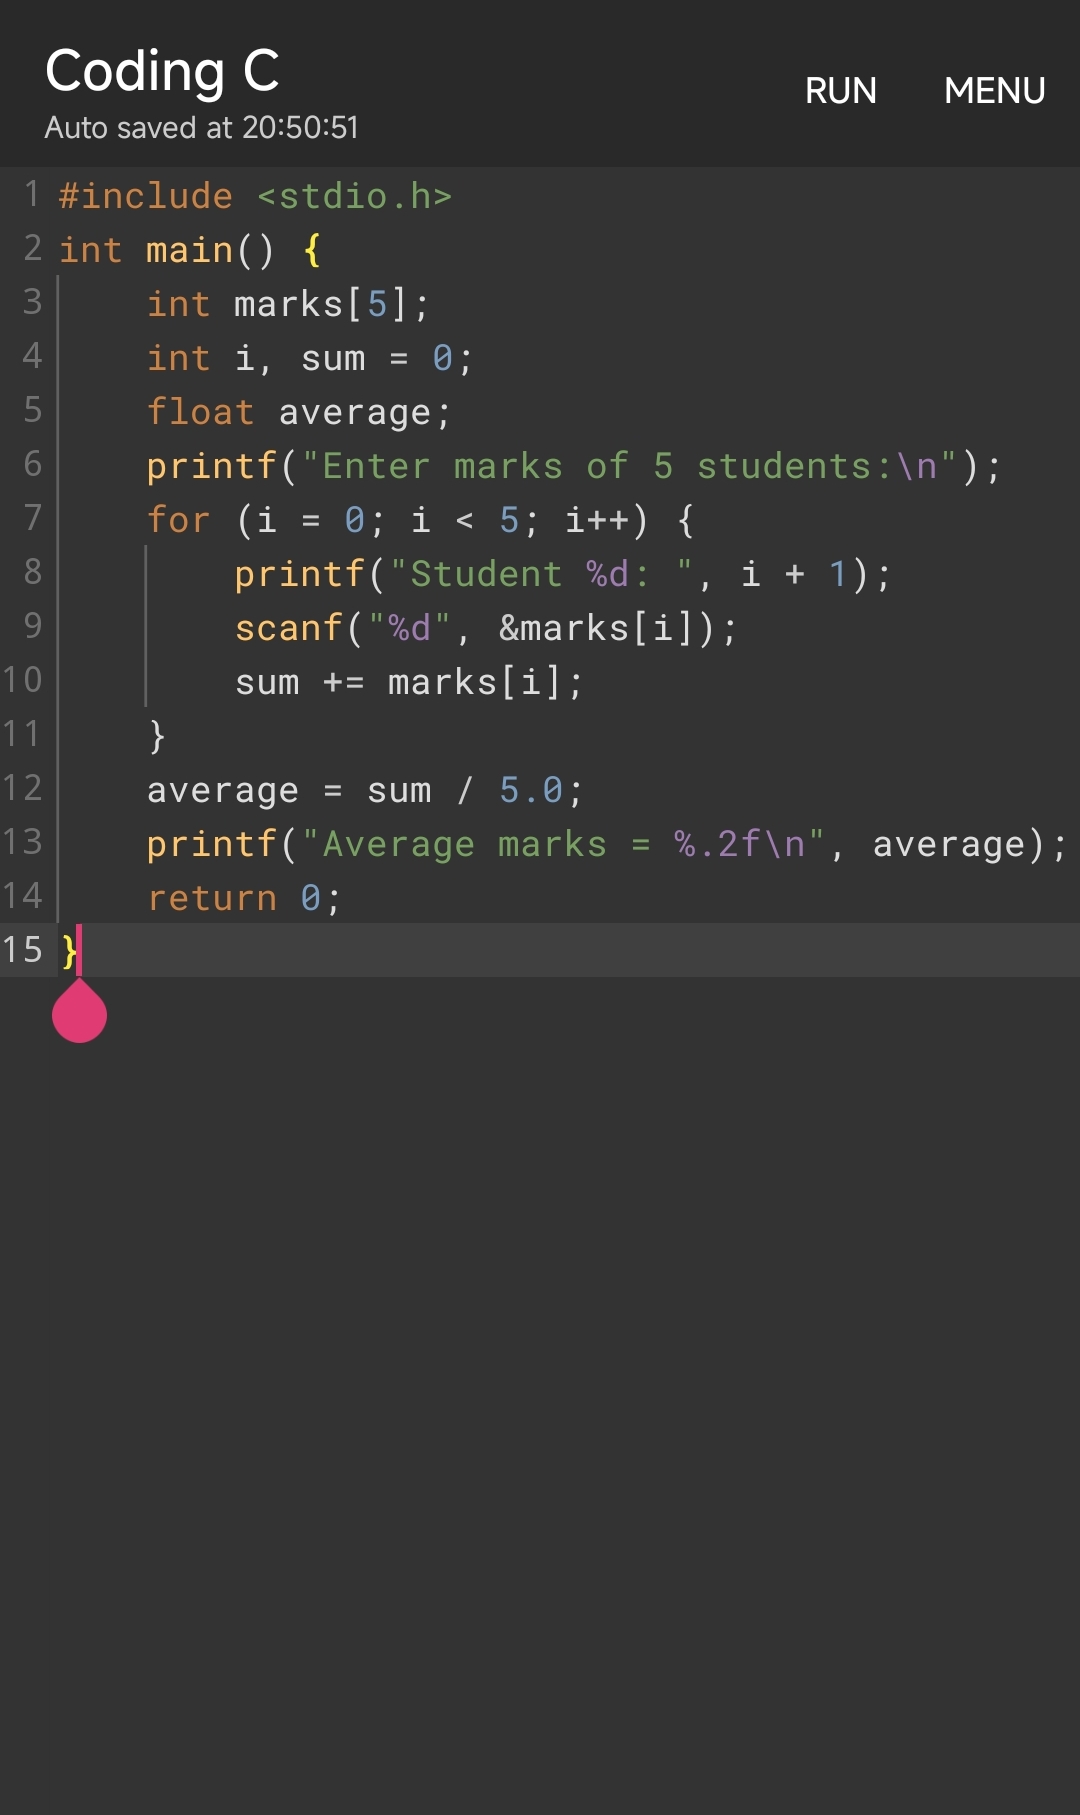 Coding C
Auto saved at 20:50:51
RUN
MENU
1 #include <stdio.h>
2 int main() {
3     int marks[5];
4     int i, sum = 0;
5     float average;
6     printf("Enter marks of 5 students:\n");
7     for (i = 0; i < 5; i++) {
8         printf("Student %d: ", i + 1);
9         scanf("%d", &marks[i]);
10         sum += marks[i];
11     }
12     average = sum / 5.0;
13     printf("Average marks = %.2f\n", average);
14     return 0;
15 }